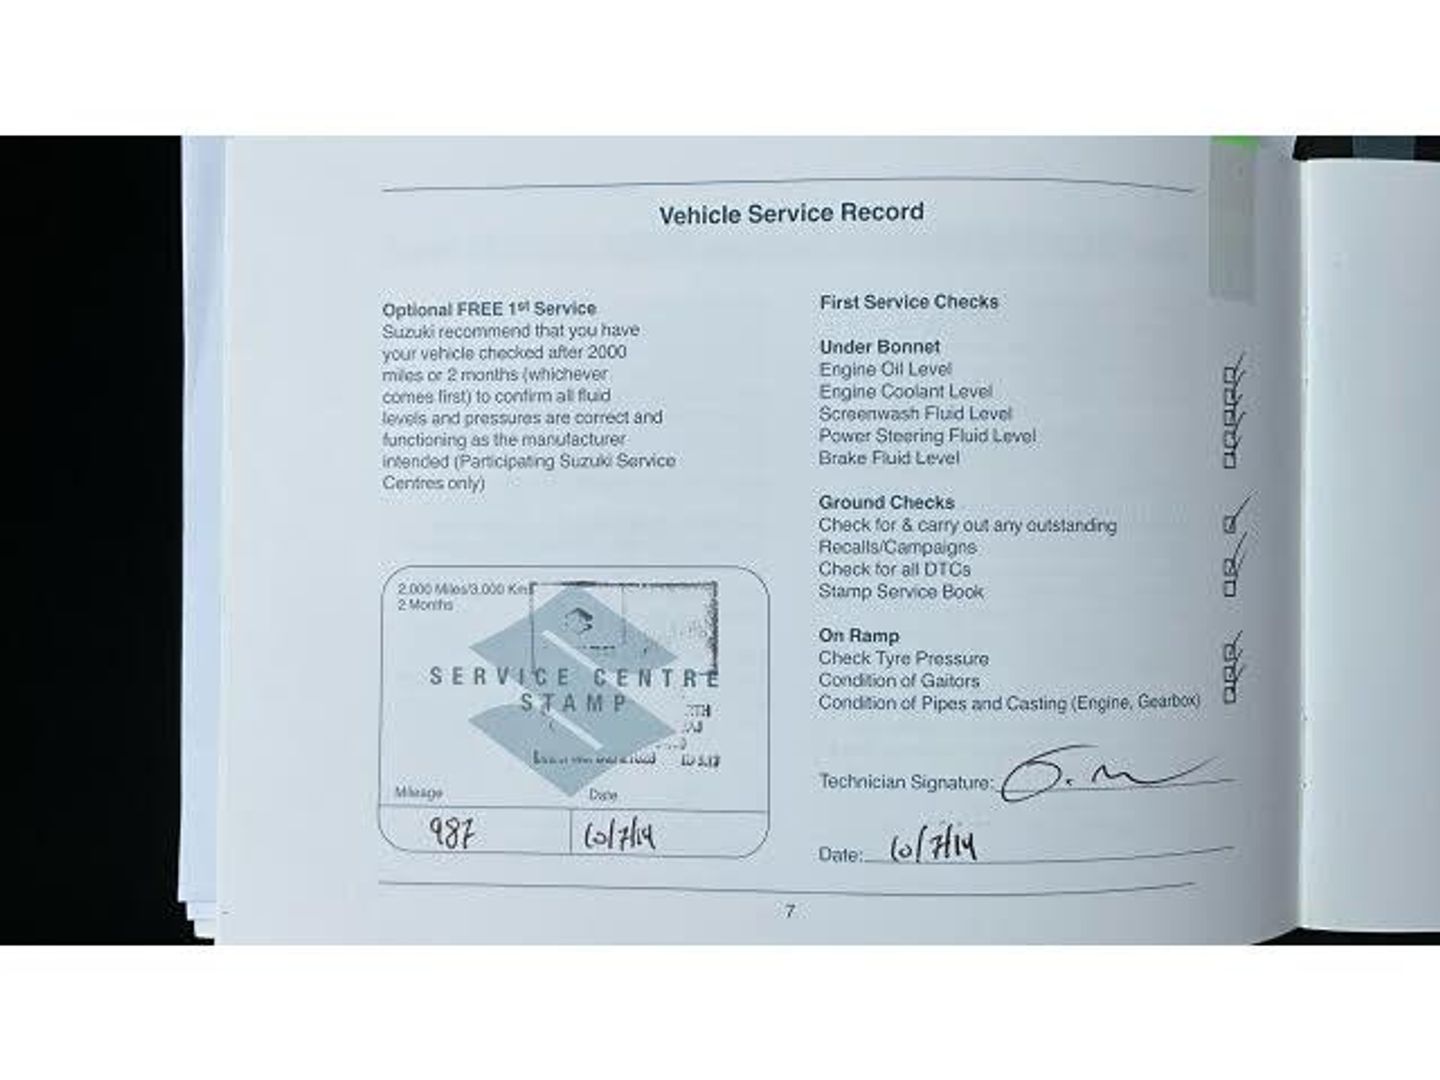 Vehicle Service Record
Optional FREE 1st Service
Suzuki recommend that you have
your vehicle checked after 2000
miles or 2 months (whichever
comes first) to confirm all fluid
levels and pressures are correct and
functioning as the manufacturer
intended (Participating Suzuki Service
Centres only)
2,000 Miles/3,000 Km
2 Months
SERVICE CENTRE
STAMP
Mileage
Date
987
10/7/14
First Service Checks
Under Bonnet
Engine Oil Level
Engine Coolant Level
Screenwash Fluid Level
Power Steering Fluid Level
Brake Fluid Level
Ground Checks
Check for & carry out any outstanding
Recalls/Campaigns
Check for all DTCs
Stamp Service Book
On Ramp
Check Tyre Pressure
Condition of Gaitors
Condition of Pipes and Casting (Engine, Gearbox)
Technician Signature:
Date: 10/7/14
7